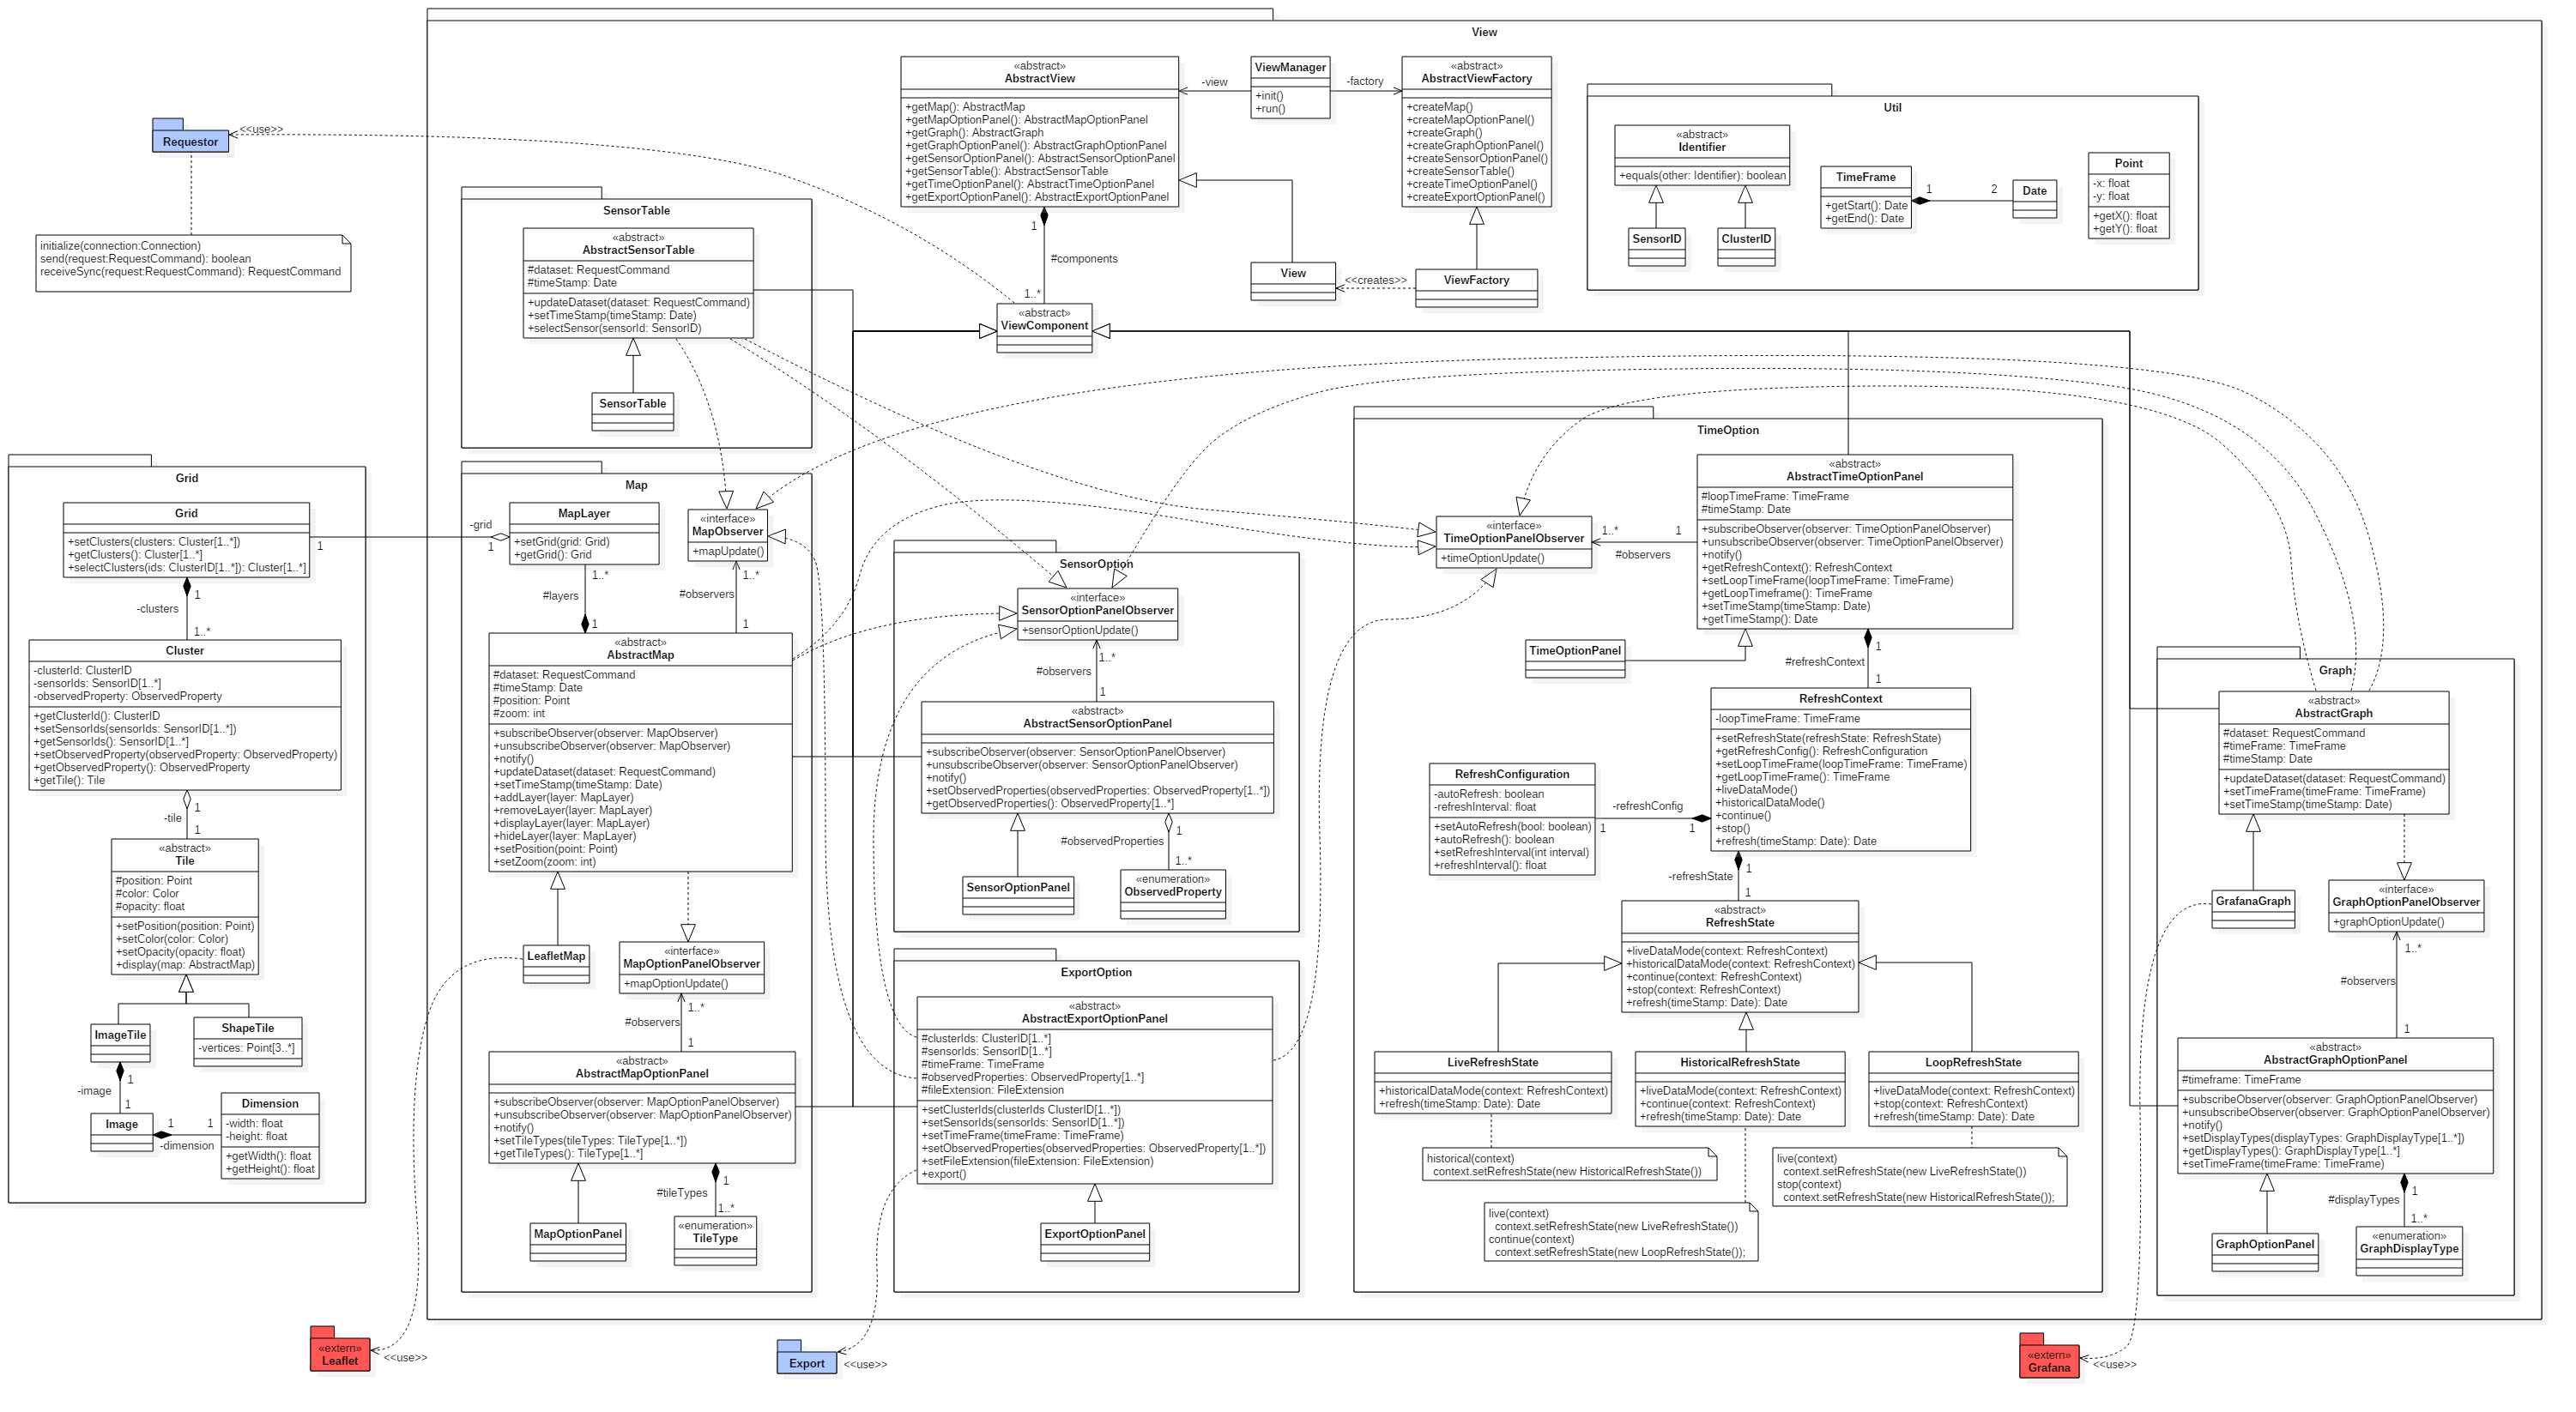 View
«abstract»
AbstractView
+getMap(): AbstractMap
+getMapOptionPanel(): AbstractMapOptionPanel
+getGraph(): AbstractGraph
+getGraphOptionPanel(): AbstractGraphOptionPanel
+getSensorOptionPanel(): AbstractSensorOptionPanel
+getSensorTable(): AbstractSensorTable
+getTimeOptionPanel(): AbstractTimeOptionPanel
+getExportOptionPanel(): AbstractExportOptionPanel
-view
ViewManager
+init()
+run()
-factory
«abstract»
AbstractViewFactory
+createMap()
+createMapOptionPanel()
+createGraph()
+createGraphOptionPanel()
+createSensorOptionPanel()
+createSensorTable()
+createTimeOptionPanel()
+createExportOptionPanel()
Util
«abstract»
Identifier
+equals(other: Identifier): boolean
SensorID
ClusterID
TimeFrame
+getStart(): Date
+getEnd(): Date
1
2
Date
Point
-x: float
-y: float
+getX(): float
+getY(): float
Requestor
<<use>>
initialize(connection:Connection)
send(request:RequestCommand): boolean
receiveSync(request:RequestCommand): RequestCommand
1
#components
1..*
«abstract»
ViewComponent
View
<<creates>>
ViewFactory
SensorTable
«abstract»
AbstractSensorTable
#dataset: RequestCommand
#timeStamp: Date
+updateDataset(dataset: RequestCommand)
+setTimeStamp(timeStamp: Date)
+selectSensor(sensorId: SensorID)
SensorTable
Grid
Grid
+setClusters(clusters: Cluster[1..*])
+getClusters(): Cluster[1..*]
+selectClusters(ids: ClusterID[1..*]): Cluster[1..*]
1
-grid
1
1
-clusters
1..*
Cluster
-clusterId: ClusterID
-sensorIds: SensorID[1..*]
-observedProperty: ObservedProperty
+getClusterId(): ClusterID
+setSensorIds(sensorIds: SensorID[1..*])
+getSensorIds(): SensorID[1..*]
+setObservedProperty(observedProperty: ObservedProperty)
+getObservedProperty(): ObservedProperty
+getTile(): Tile
1
-tile
1
«abstract»
Tile
#position: Point
#color: Color
#opacity: float
+setPosition(position: Point)
+setColor(color: Color)
+setOpacity(opacity: float)
+display(map: AbstractMap)
ImageTile
ShapeTile
-vertices: Point[3..*]
1
-image
1
Image
1
1
-dimension
Dimension
-width: float
-height: float
+getWidth(): float
+getHeight(): float
Map
MapLayer
+setGrid(grid: Grid)
+getGrid(): Grid
«interface»
MapObserver
+mapUpdate()
1..*
#layers
1
1..*
#observers
1
«abstract»
AbstractMap
#dataset: RequestCommand
#timeStamp: Date
#position: Point
#zoom: int
+subscribeObserver(observer: MapObserver)
+unsubscribeObserver(observer: MapObserver)
+notify()
+updateDataset(dataset: RequestCommand)
+setTimeStamp(timeStamp: Date)
+addLayer(layer: MapLayer)
+removeLayer(layer: MapLayer)
+displayLayer(layer: MapLayer)
+hideLayer(layer: MapLayer)
+setPosition(point: Point)
+setZoom(zoom: int)
LeafletMap
«interface»
MapOptionPanelObserver
+mapOptionUpdate()
1..*
#observers
1
«abstract»
AbstractMapOptionPanel
+subscribeObserver(observer: MapOptionPanelObserver)
+unsubscribeObserver(observer: MapOptionPanelObserver)
+notify()
+setTileTypes(tileTypes: TileType[1..*])
+getTileTypes(): TileType[1..*]
1
#tileTypes
1..*
MapOptionPanel
«enumeration»
TileType
SensorOption
«interface»
SensorOptionPanelObserver
+sensorOptionUpdate()
1..*
#observers
1
«abstract»
AbstractSensorOptionPanel
+subscribeObserver(observer: SensorOptionPanelObserver)
+unsubscribeObserver(observer: SensorOptionPanelObserver)
+notify()
+setObservedProperties(observedProperties: ObservedProperty[1..*])
+getObservedProperties(): ObservedProperty[1..*]
1
#observedProperties
1..*
SensorOptionPanel
«enumeration»
ObservedProperty
ExportOption
«abstract»
AbstractExportOptionPanel
#clusterIds: ClusterID[1..*]
#sensorIds: SensorID[1..*]
#timeFrame: TimeFrame
#observedProperties: ObservedProperty[1..*]
#fileExtension: FileExtension
+setClusterIds(clusterIds ClusterID[1..*])
+setSensorIds(sensorIds: SensorID[1..*])
+setTimeFrame(timeFrame: TimeFrame)
+setObservedProperties(observedProperties: ObservedProperty[1..*])
+setFileExtension(fileExtension: FileExtension)
+export()
ExportOptionPanel
TimeOption
«interface»
TimeOptionPanelObserver
+timeOptionUpdate()
1..*
1
#observers
«abstract»
AbstractTimeOptionPanel
#loopTimeFrame: TimeFrame
#timeStamp: Date
+subscribeObserver(observer: TimeOptionPanelObserver)
+unsubscribeObserver(observer: TimeOptionPanelObserver)
+notify()
+getRefreshContext(): RefreshContext
+setLoopTimeFrame(loopTimeFrame: TimeFrame)
+getLoopTimeframe(): TimeFrame
+setTimeStamp(timeStamp: Date)
+getTimeStamp(): Date
TimeOptionPanel
1
#refreshContext
1
RefreshContext
-loopTimeFrame: TimeFrame
+setRefreshState(refreshState: RefreshState)
+getRefreshConfig(): RefreshConfiguration
+setLoopTimeFrame(loopTimeFrame: TimeFrame)
+getLoopTimeFrame(): TimeFrame
+liveDataMode()
+historicalDataMode()
+continue()
+stop()
+refresh(timeStamp: Date): Date
RefreshConfiguration
-autoRefresh: boolean
-refreshInterval: float
+setAutoRefresh(bool: boolean)
+autoRefresh(): boolean
+setRefreshInterval(int interval)
+refreshInterval(): float
-refreshConfig
1
1
1
-refreshState
1
«abstract»
RefreshState
+liveDataMode(context: RefreshContext)
+historicalDataMode(context: RefreshContext)
+continue(context: RefreshContext)
+stop(context: RefreshContext)
+refresh(timeStamp: Date): Date
LiveRefreshState
+historicalDataMode(context: RefreshContext)
+refresh(timeStamp: Date): Date
HistoricalRefreshState
+liveDataMode(context: RefreshContext)
+continue(context: RefreshContext)
+refresh(timeStamp: Date): Date
LoopRefreshState
+liveDataMode(context: RefreshContext)
+stop(context: RefreshContext)
+refresh(timeStamp: Date): Date
historical(context)
context.setRefreshState(new HistoricalRefreshState())
live(context)
context.setRefreshState(new LiveRefreshState())
continue(context)
context.setRefreshState(new LoopRefreshState());
live(context)
context.setRefreshState(new LiveRefreshState())
stop(context)
context.setRefreshState(new HistoricalRefreshState());
Graph
«abstract»
AbstractGraph
#dataset: RequestCommand
#timeFrame: TimeFrame
#timeStamp: Date
+updateDataset(dataset: RequestCommand)
+setTimeFrame(timeFrame: TimeFrame)
+setTimeStamp(timeStamp: Date)
GrafanaGraph
«interface»
GraphOptionPanelObserver
+graphOptionUpdate()
1..*
#observers
1
«abstract»
AbstractGraphOptionPanel
#timeframe: TimeFrame
+subscribeObserver(observer: GraphOptionPanelObserver)
+unsubscribeObserver(observer: GraphOptionPanelObserver)
+notify()
+setDisplayTypes(displayTypes: GraphDisplayType[1..*])
+getDisplayTypes(): GraphDisplayType[1..*]
+setTimeFrame(timeFrame: TimeFrame)
1
#displayTypes
1..*
GraphOptionPanel
«enumeration»
GraphDisplayType
«extern»
Leaflet
<<use>>
Export
<<use>>
«extern»
Grafana
<<use>>